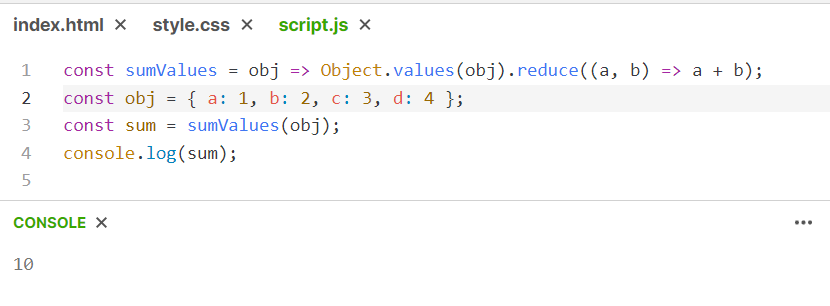 index.html × style.css × script.js ×
1 const sumValues = obj => Object.values(obj).reduce((a, b) => a + b);
2 const obj = { a: 1, b: 2, c: 3, d: 4 };
3 const sum = sumValues(obj);
4 console.log(sum);
5
CONSOLE × ···
10